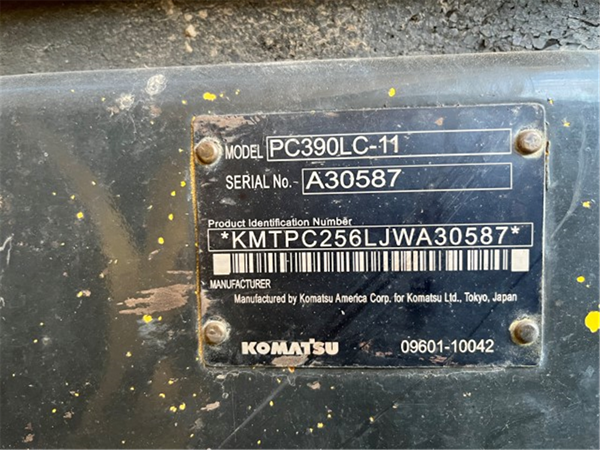 MODEL PC390LC-11
SERIAL No. A30587
Product Identification Number
*KMTPC256LJWA30587*
MANUFACTURER
Manufactured by Komatsu America Corp. for Komatsu Ltd., Tokyo, Japan
KOMATSU 09601-10042